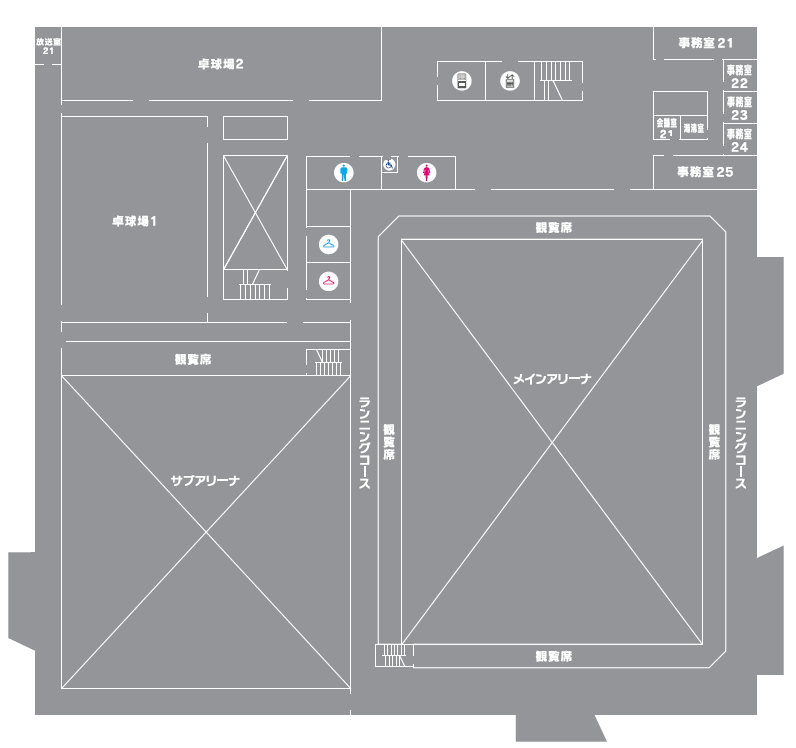 放送室
21
卓球場2
事務室21
事務室
22
事務室
23
会議室
21
湯沸室
事務室
24
事務室25
卓球場1
観覧席
観覧席
メインアリーナ
ランニングコース
観覧席
観覧席
ランニングコース
サブアリーナ
観覧席